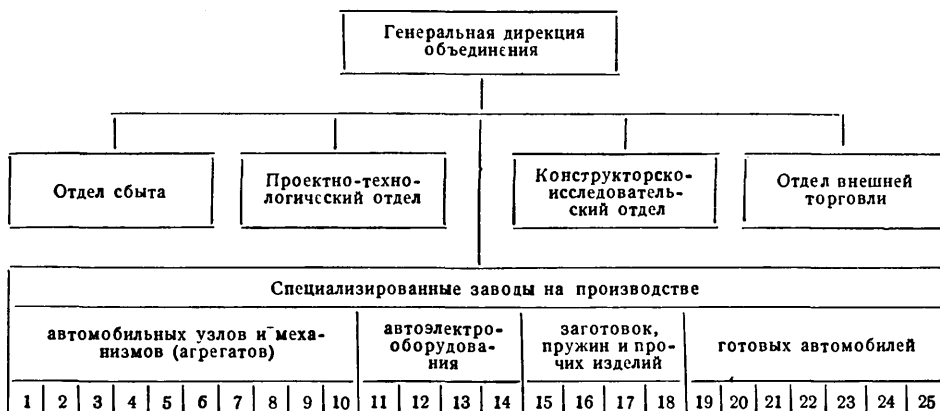 Генеральная дирекция
объединения
Отдел сбыта
Проектно-техно-
логический отдел
Конструкторско-
исследователь-
ский отдел
Отдел внешней
торговли
Специализированные заводы на производстве
автомобильных узлов и меха-
низмов (агрегатов)
автоэлектро-
оборудова-
ния
заготовок,
пружин и про-
чих изделий
готовых автомобилей
1 2 3 4 5 6 7 8 9 10 11 12 13 14 15 16 17 18 19 20 21 22 23 24 25